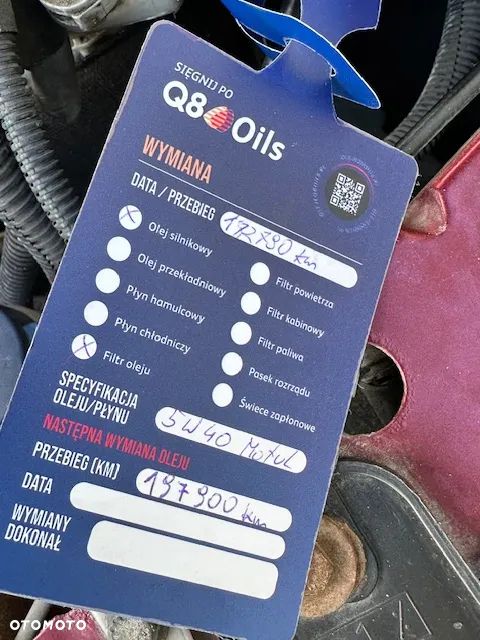 SIĘGNIJ PO
Q8 Oils
WYMIANA
DATA / PRZEBIEG 172790 km
X Olej silnikowy
Olej przekładniowy
Płyn hamulcowy
Płyn chłodniczy
X Filtr oleju
Filtr powietrza
Filtr kabinowy
Filtr paliwa
Pasek rozrządu
Świece zapłonowe
SPECYFIKACJA
OLEJU/PŁYNU 5W40 Motul
NASTĘPNA WYMIANA OLEJU
PRZEBIEG [KM] 197900 km
DATA
WYMIANY
DOKONAŁ
OTOMOTO